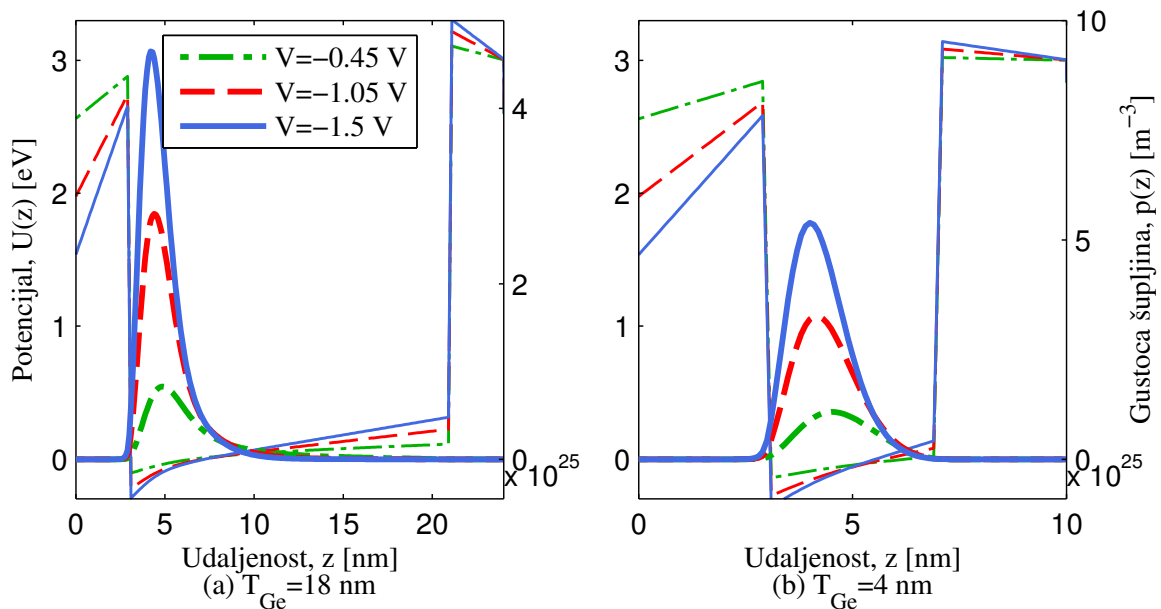 3
2
1
0
Potencijal, U(z) [eV]
V=−0.45 V
V=−1.05 V
V=−1.5 V
4
2
0
x 10^25
0 5 10 15 20
Udaljenost, z [nm]
(a) T_Ge=18 nm
3
2
1
0
10
5
0
x 10^25
Gustoca šupljina, p(z) [m^−3]
0 5 10
Udaljenost, z [nm]
(b) T_Ge=4 nm